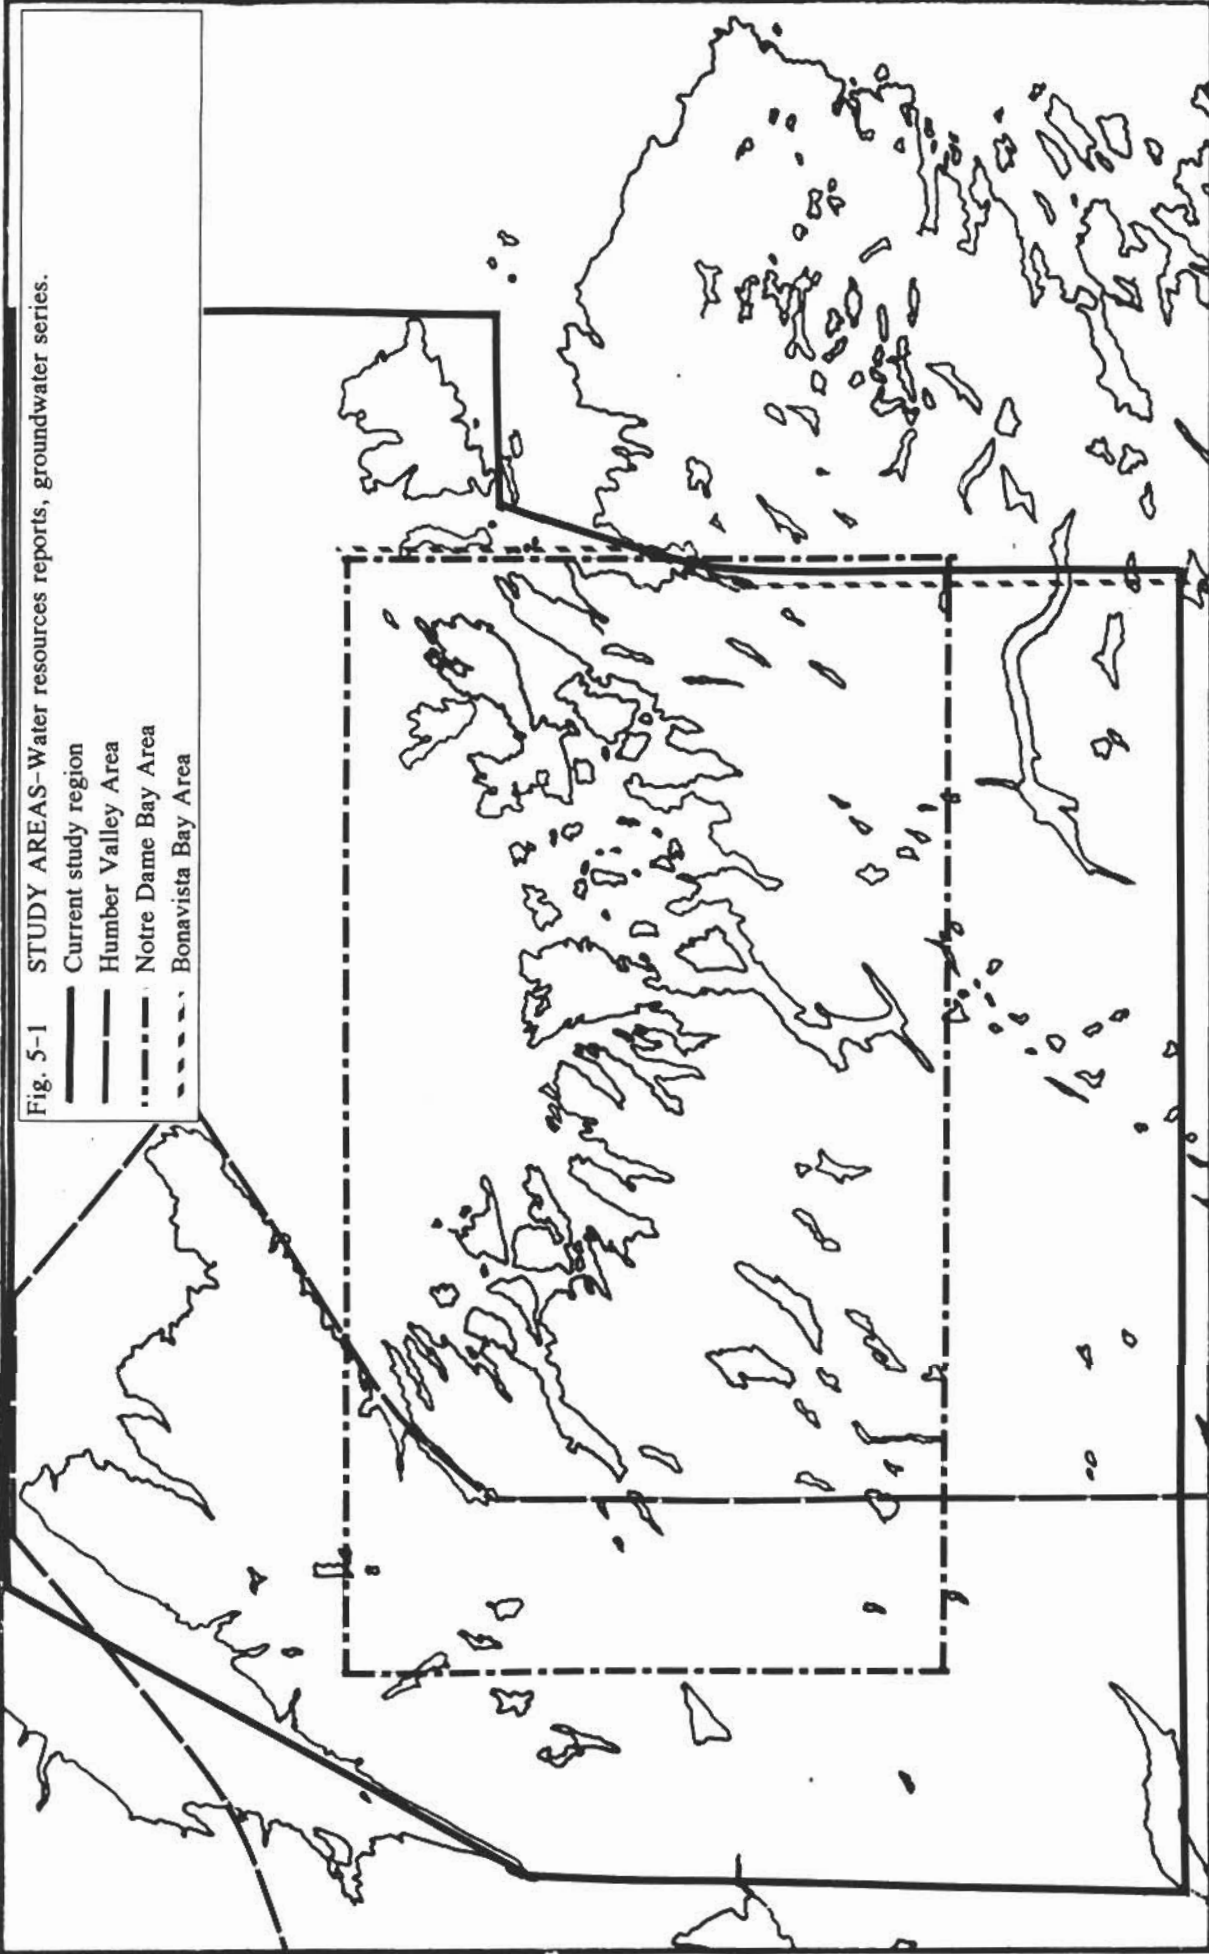 Fig. 5-1 STUDY AREAS-Water resources reports, groundwater series.
Current study region
Humber Valley Area
Notre Dame Bay Area
Bonavista Bay Area